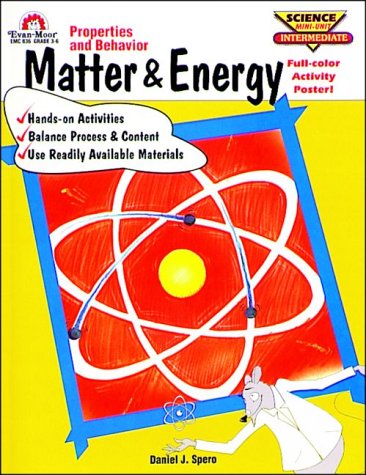 Evan-Moor
EMC 836 GRADE 3-6
Properties
and Behavior
Matter & Energy
SCIENCE
MINI-UNIT
INTERMEDIATE
Full-color
Activity
Poster!
Hands-on Activities
Balance Process & Content
Use Readily Available Materials
Daniel J. Spero